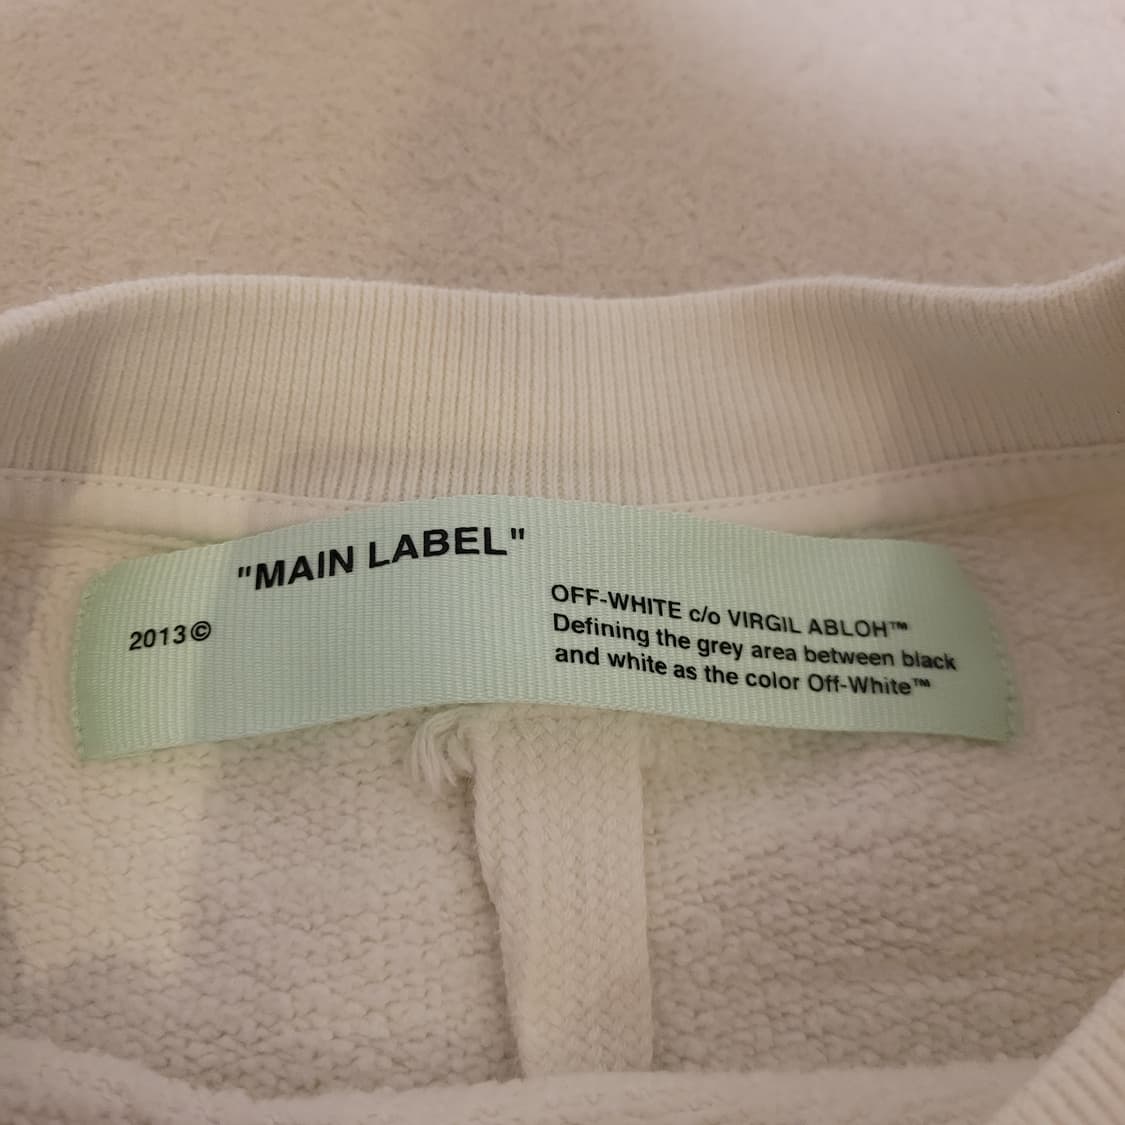 "MAIN LABEL"
2013©
OFF-WHITE c/o VIRGIL ABLOH™
Defining the grey area between black
and white as the color Off-White™